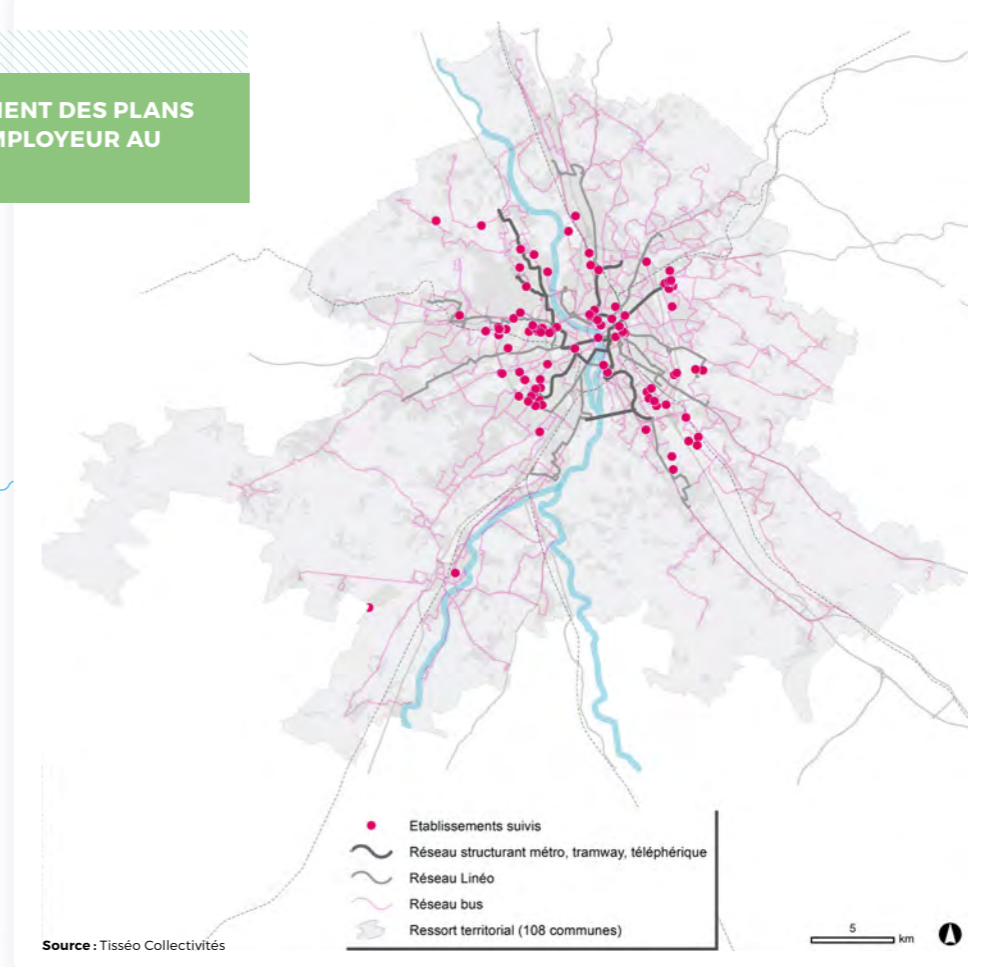 MENT DES PLANS
MPLOYEUR AU
Etablissements suivis
Réseau structurant métro, tramway, téléphérique
Réseau Linéo
Réseau bus
Ressort territorial (108 communes)
Source : Tisséo Collectivités
5
km